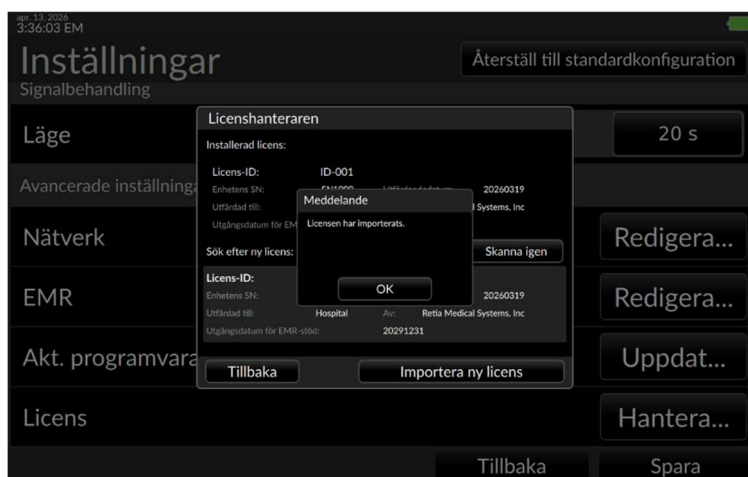 apr. 13, 2026
3:36:03 EM
Inställningar
Återställ till standardkonfiguration
Signalbehandling
Läge
20 s
Licenshanteraren
Installerad licens:
Licens-ID: ID-001
Enhetens SN: 20260319
Utfärdad till: l Systems, Inc
Utgångsdatum för EM
Meddelande
Licensen har importerats.
OK
Sök efter ny licens:
Skanna igen
Licens-ID:
Enhetens SN: 20260319
Utfärdad till: Hospital Av: Retia Medical Systems, Inc
Utgångsdatum för EMR-stöd: 20291231
Tillbaka
Importera ny licens
Avancerade inställninga
Nätverk
Redigera...
EMR
Redigera...
Akt. programvara
Uppdat...
Licens
Hantera...
Tillbaka
Spara